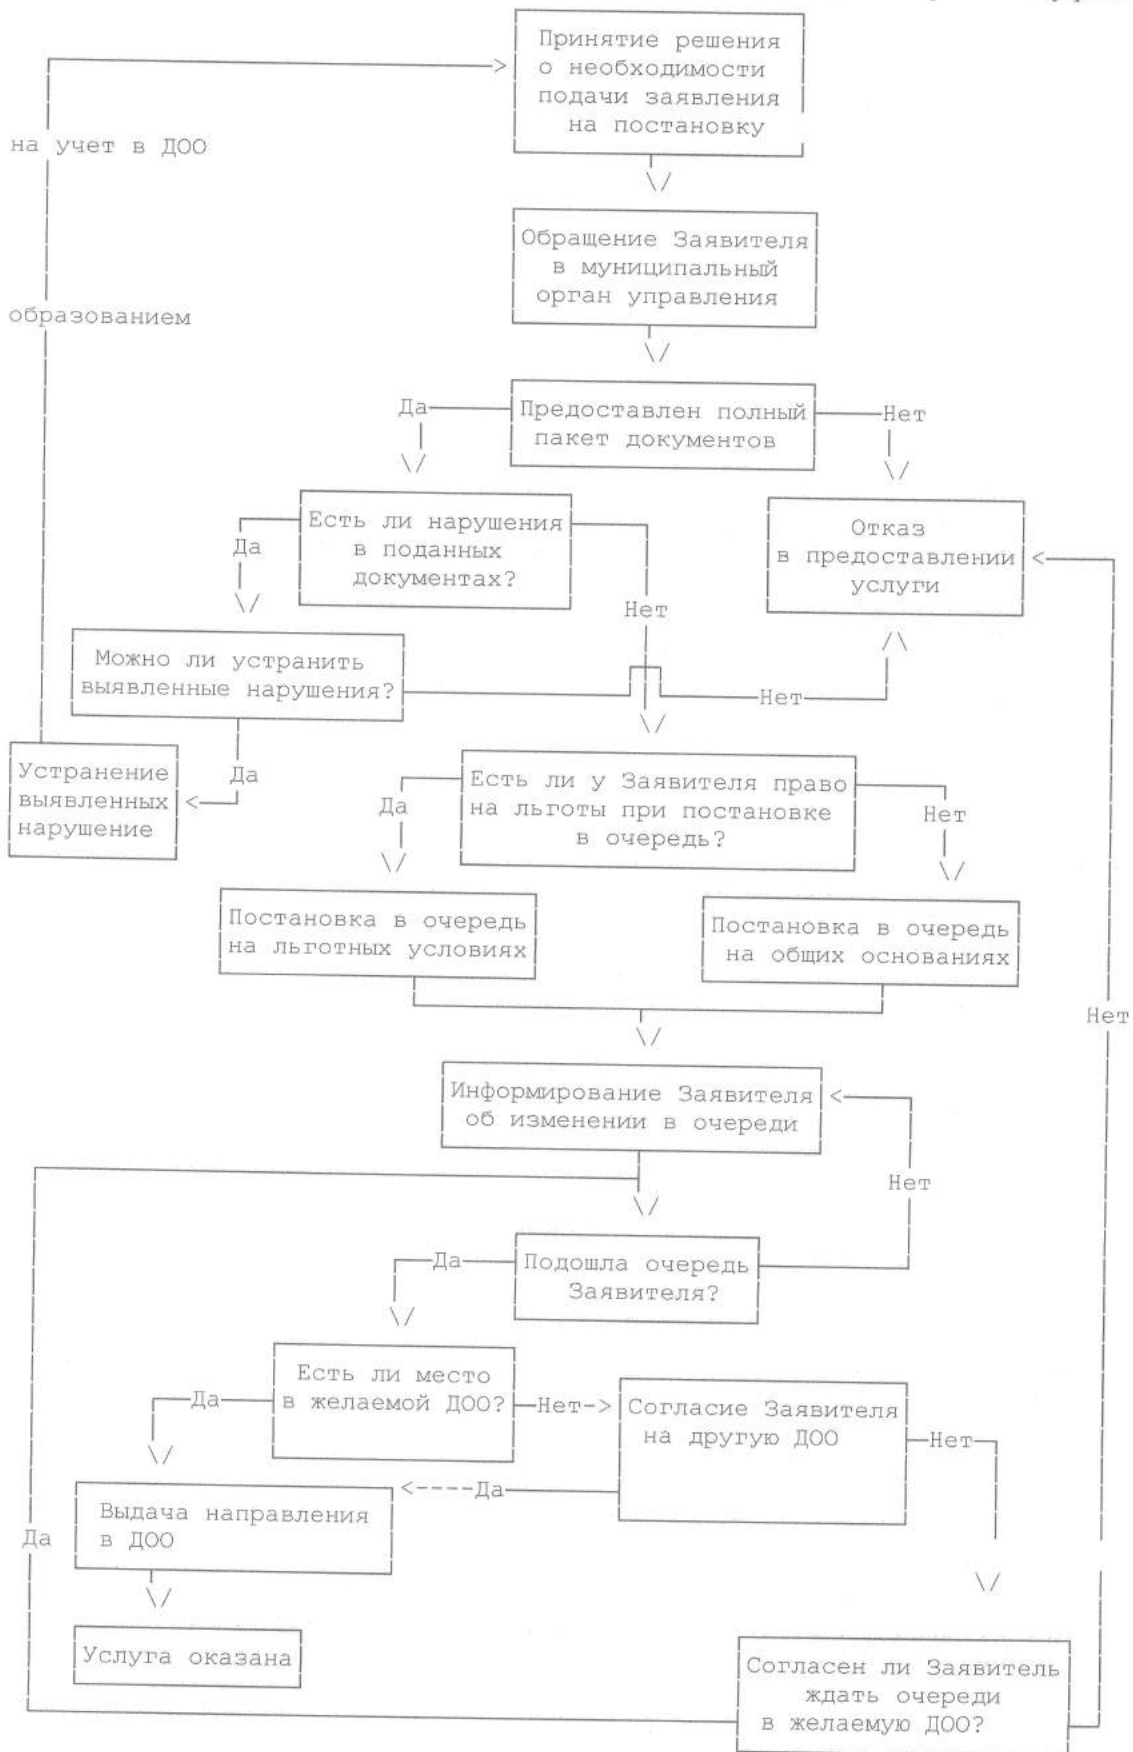 Принятие решения
о необходимости
подачи заявления
на постановку
на учет в ДОО
Обращение Заявителя
в муниципальный
орган управления
образованием
Да
Предоставлен полный
пакет документов
Нет
Есть ли нарушения
в поданных
документах?
Да
Нет
Отказ
в предоставлении
услуги
Можно ли устранить
выявленные нарушения?
Нет
Да
Устранение
выявленных
нарушение
Есть ли у Заявителя право
на льготы при постановке
в очередь?
Да
Нет
Постановка в очередь
на льготных условиях
Постановка в очередь
на общих основаниях
Нет
Информирование Заявителя
об изменении в очереди
Нет
Да
Подошла очередь
Заявителя?
Есть ли место
в желаемой ДОО?
Да
Нет->
Согласие Заявителя
на другую ДОО
Нет
<----Да
Выдача направления
в ДОО
Да
Услуга оказана
Согласен ли Заявитель
ждать очереди
в желаемую ДОО?